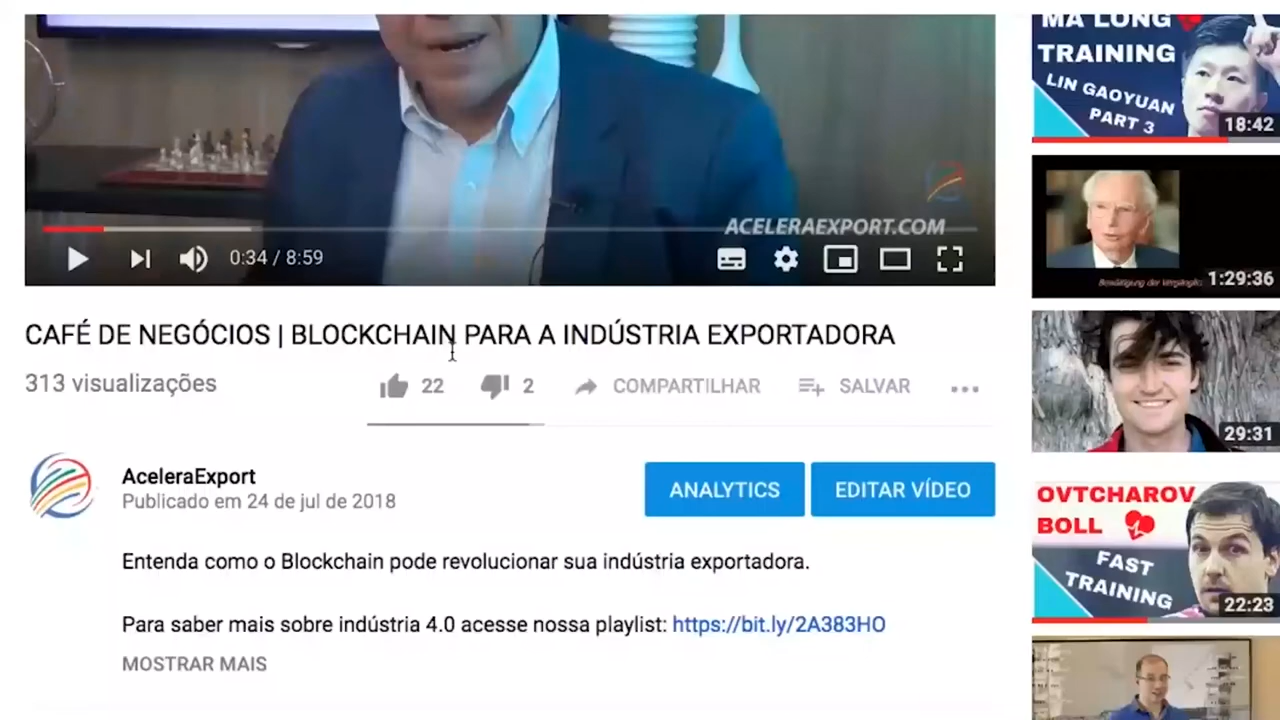 ACELERAEXPORT.COM
0:34 / 8:59
CAFÉ DE NEGÓCIOS | BLOCKCHAIN PARA A INDÚSTRIA EXPORTADORA
313 visualizações
22
2
COMPARTILHAR
SALVAR
AceleraExport
Publicado em 24 de jul de 2018
ANALYTICS
EDITAR VÍDEO
Entenda como o Blockchain pode revolucionar sua indústria exportadora.
Para saber mais sobre indústria 4.0 acesse nossa playlist: https://bit.ly/2A383HO
MOSTRAR MAIS
MA LONG
TRAINING
LIN GAOYUAN
PART 3
18:42
1:29:36
29:31
OVTCHAROV
BOLL
FAST
TRAINING
22:23